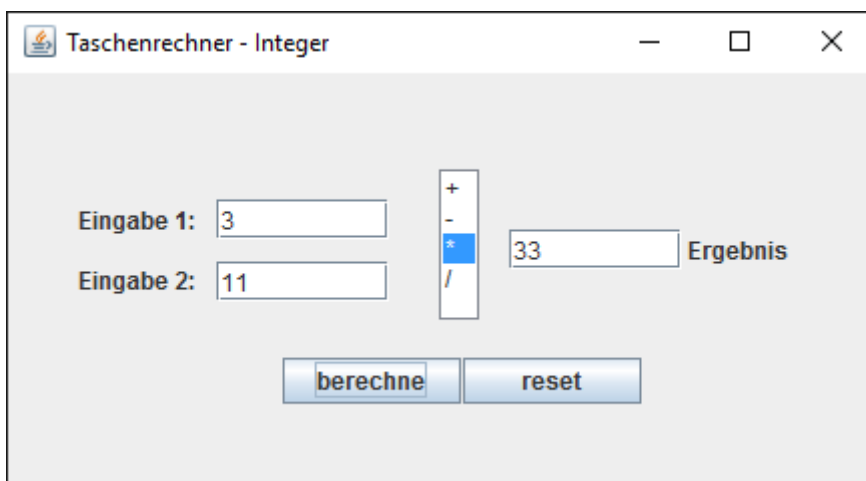 Taschenrechner - Integer
+
-
*
/
Eingabe 1: 3
Eingabe 2: 11
33 Ergebnis
berechne reset